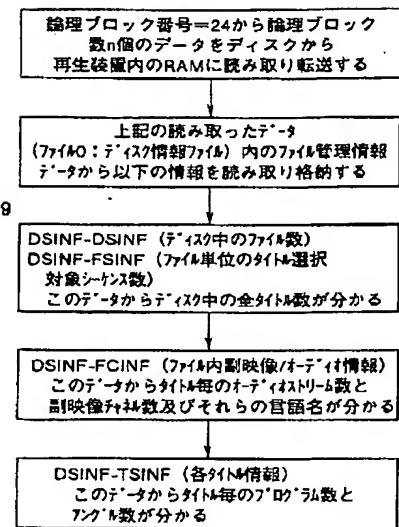 論理ブロック番号=24から論理ブロック
数n個のデータをディスクから
再生装置内のRAMに読み取り転送する
上記の読み取ったデータ
(ファイル0:ディスク情報ファイル)内のファイル管理情報
データから以下の情報を読み取り格納する
9
DSINF-DSINF (ディスク中のファイル数)
DSINF-FSINF (ファイル単位のタイトル選択
対象シーケンス数)
このデータからディスク中の全タイトル数が分かる
DSINF-FCINF (ファイル内副映像/オーディオ情報)
このデータからタイトル毎のオーディオストリーム数と
副映像チャネル数及びそれらの言語名が分かる
DSINF-TSINF (各タイトル情報)
このデータからタイトル毎のプログラム数と
アングル数が分かる